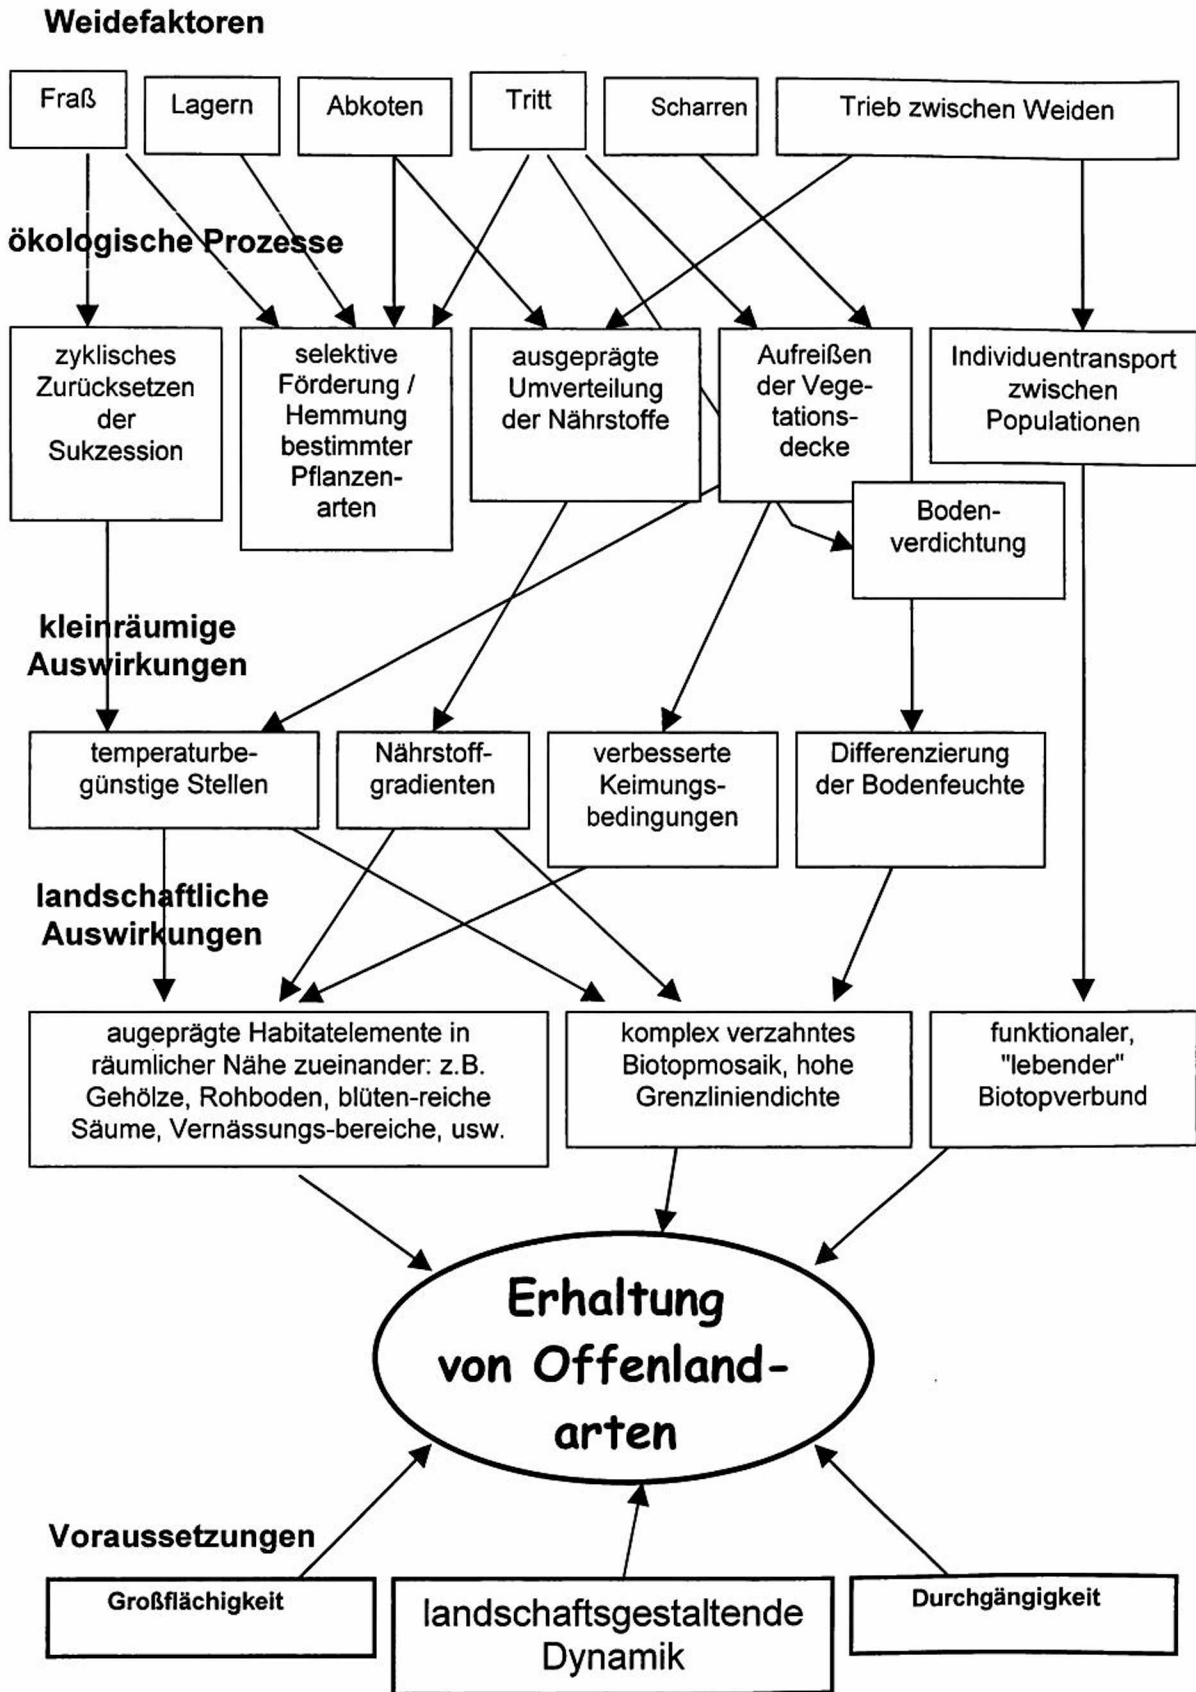 Weidefaktoren
Fraß
Lagern
Abkoten
Tritt
Scharren
Trieb zwischen Weiden
ökologische Prozesse
zyklisches
Zurücksetzen
der
Sukzession
selektive
Förderung /
Hemmung
bestimmter
Pflanzen-
arten
ausgeprägte
Umverteilung
der Nährstoffe
Aufreißen
der Vege-
tations-
decke
Individuentransport
zwischen
Populationen
Boden-
verdichtung
kleinräumige
Auswirkungen
temperaturbe-
günstige Stellen
Nährstoff-
gradienten
verbesserte
Keimungs-
bedingungen
Differenzierung
der Bodenfeuchte
landschaftliche
Auswirkungen
augeprägte Habitatelemente in
räumlicher Nähe zueinander: z.B.
Gehölze, Rohboden, blüten-reiche
Säume, Vernässungs-bereiche, usw.
komplex verzahntes
Biotopmosaik, hohe
Grenzliniendichte
funktionaler,
"lebender"
Biotopverbund
Erhaltung
von Offenland-
arten
Voraussetzungen
Großflächigkeit
landschaftsgestaltende
Dynamik
Durchgängigkeit